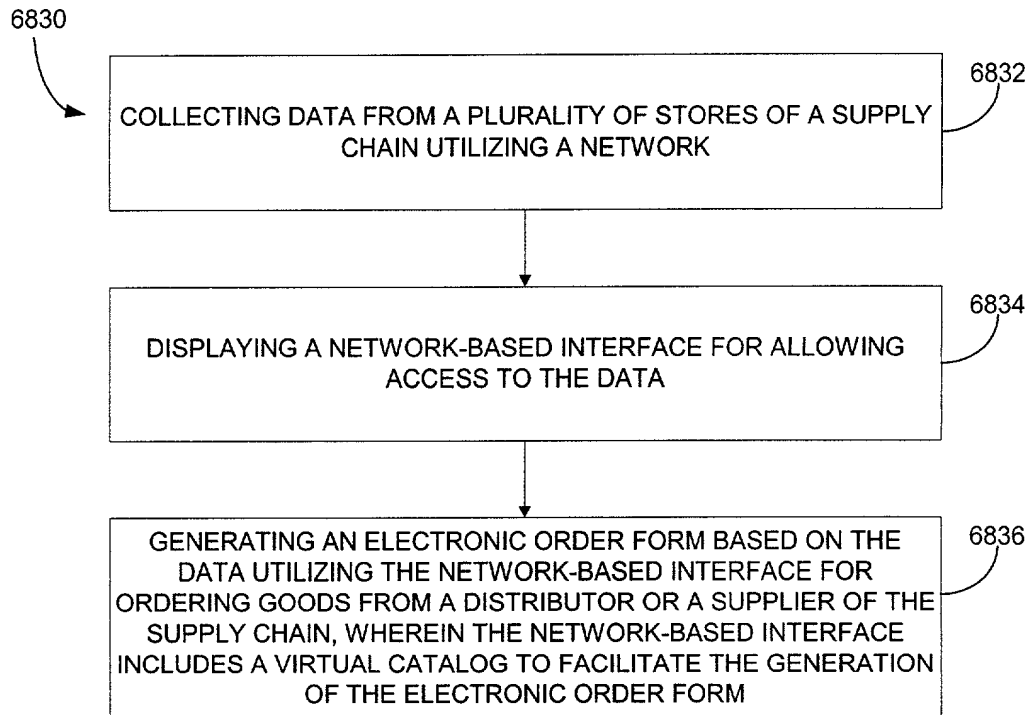 6830
6832
COLLECTING DATA FROM A PLURALITY OF STORES OF A SUPPLY
CHAIN UTILIZING A NETWORK
6834
DISPLAYING A NETWORK-BASED INTERFACE FOR ALLOWING
ACCESS TO THE DATA
6836
GENERATING AN ELECTRONIC ORDER FORM BASED ON THE
DATA UTILIZING THE NETWORK-BASED INTERFACE FOR
ORDERING GOODS FROM A DISTRIBUTOR OR A SUPPLIER OF THE
SUPPLY CHAIN, WHEREIN THE NETWORK-BASED INTERFACE
INCLUDES A VIRTUAL CATALOG TO FACILITATE THE GENERATION
OF THE ELECTRONIC ORDER FORM